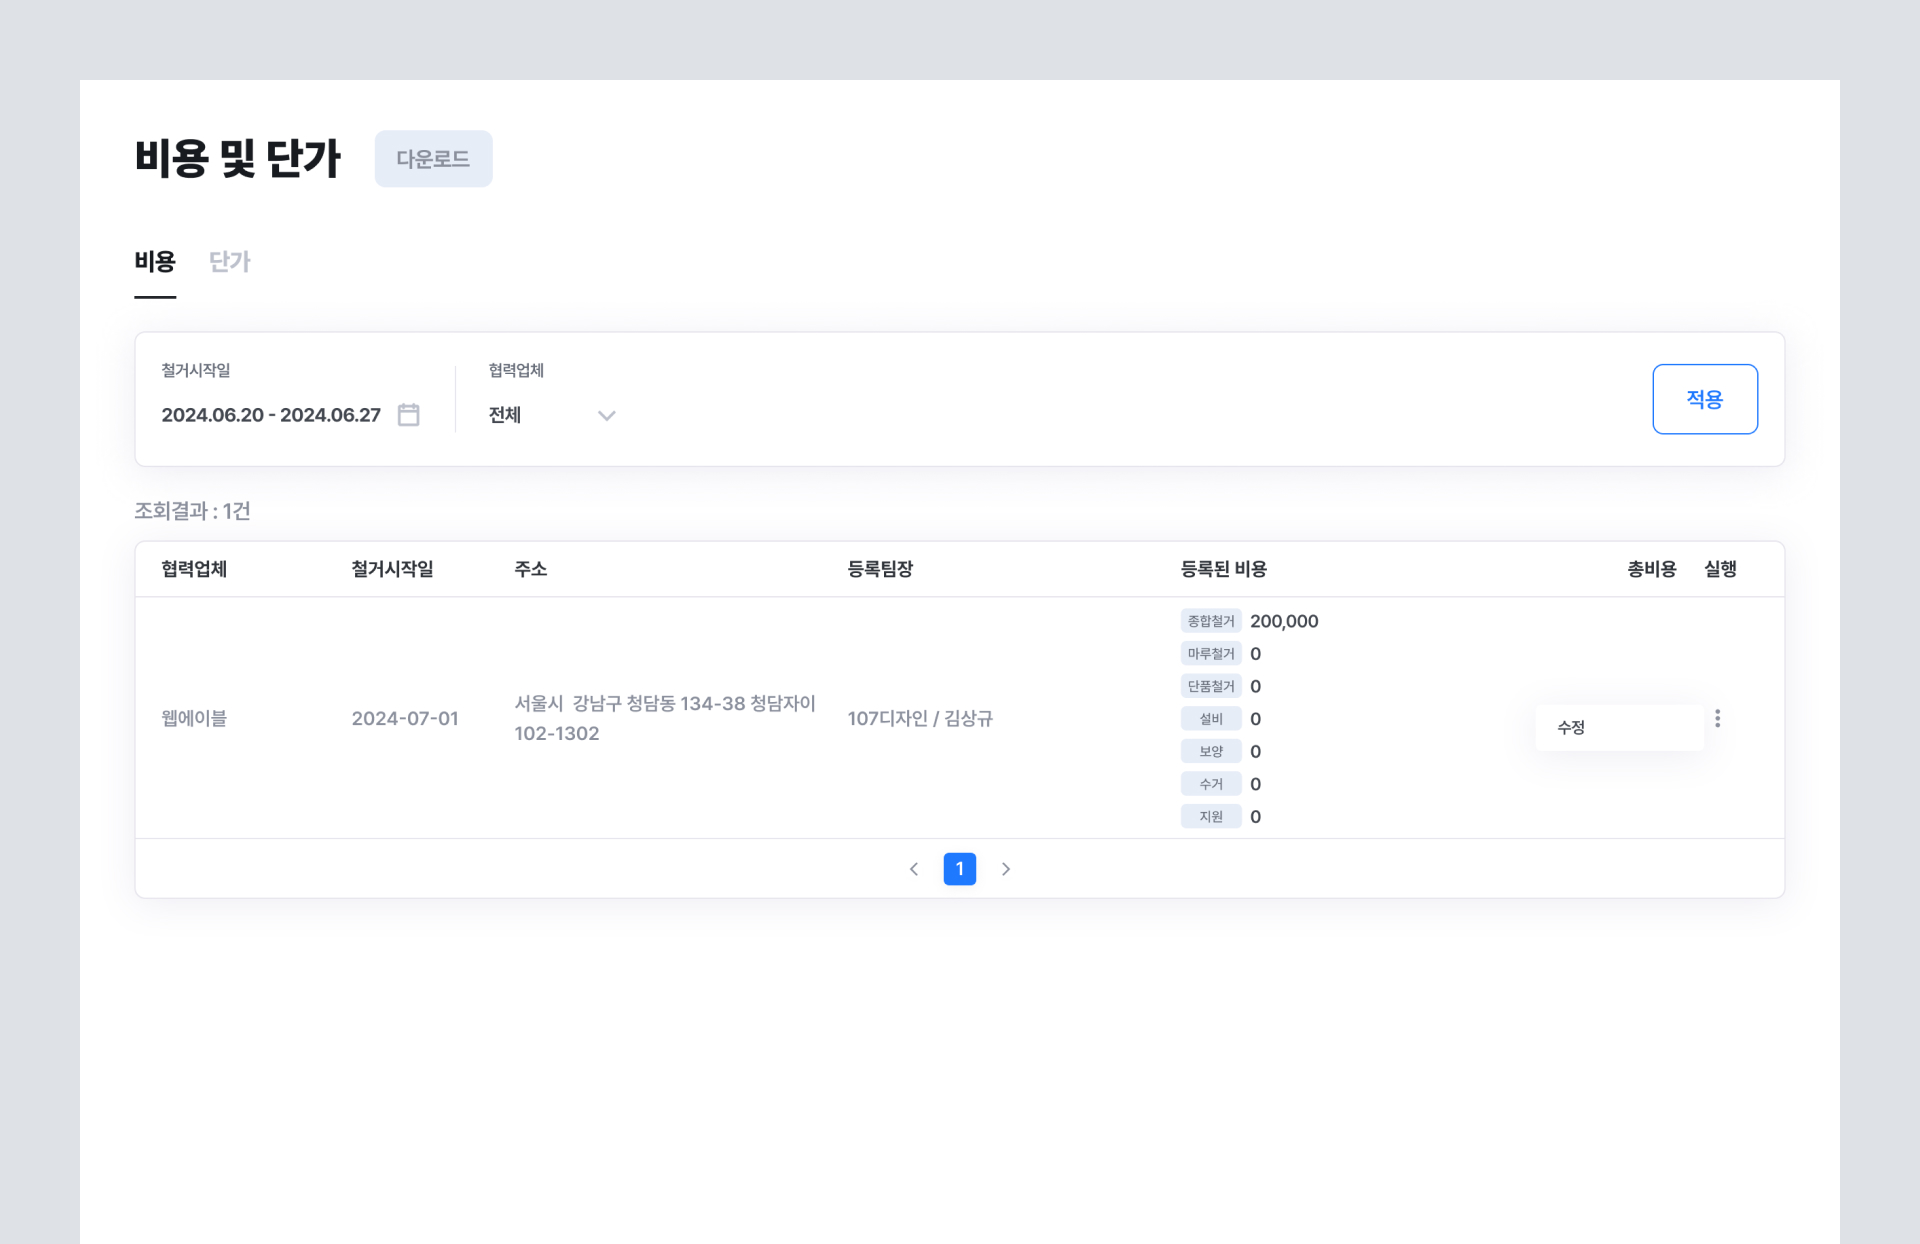 비용 및 단가
다운로드
비용 단가
철거시작일 협력업체
2024.06.20 - 2024.06.27 전체
적용
조회결과 : 1건
협력업체 철거시작일 주소 등록팀장 등록된 비용 총비용 실행
웹에이블
2024-07-01
서울시  강남구 청담동 134-38 청담자이
102-1302
107디자인 / 김상규
종합철거 200,000
마루철거 0
단품철거 0
설비 0
보양 0
수거 0
지원 0
수정
1